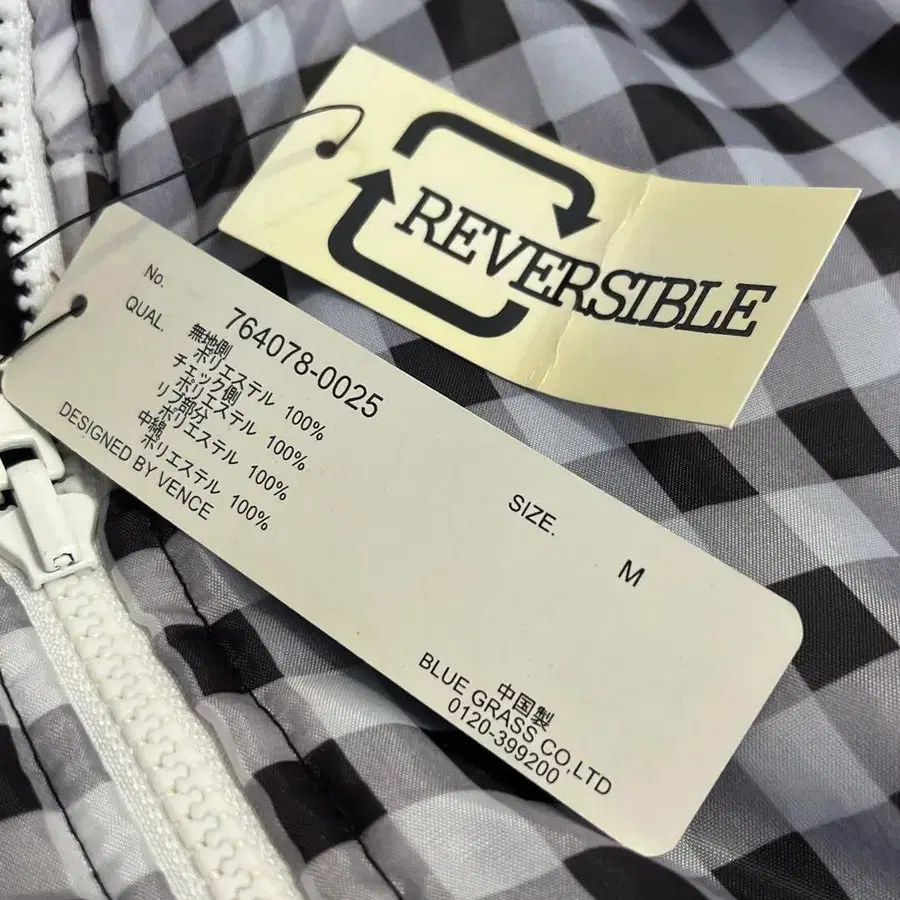 REVERSIBLE
No. 764078-0025
QUAL.
無地側
ポリエステル 100%
チェック側
ポリエステル 100%
リブ部分
ポリエステル 100%
中綿
ポリエステル 100%
DESIGNED BY VENCE
SIZE. M
中国製
BLUE GRASS CO,LTD
0120-399200